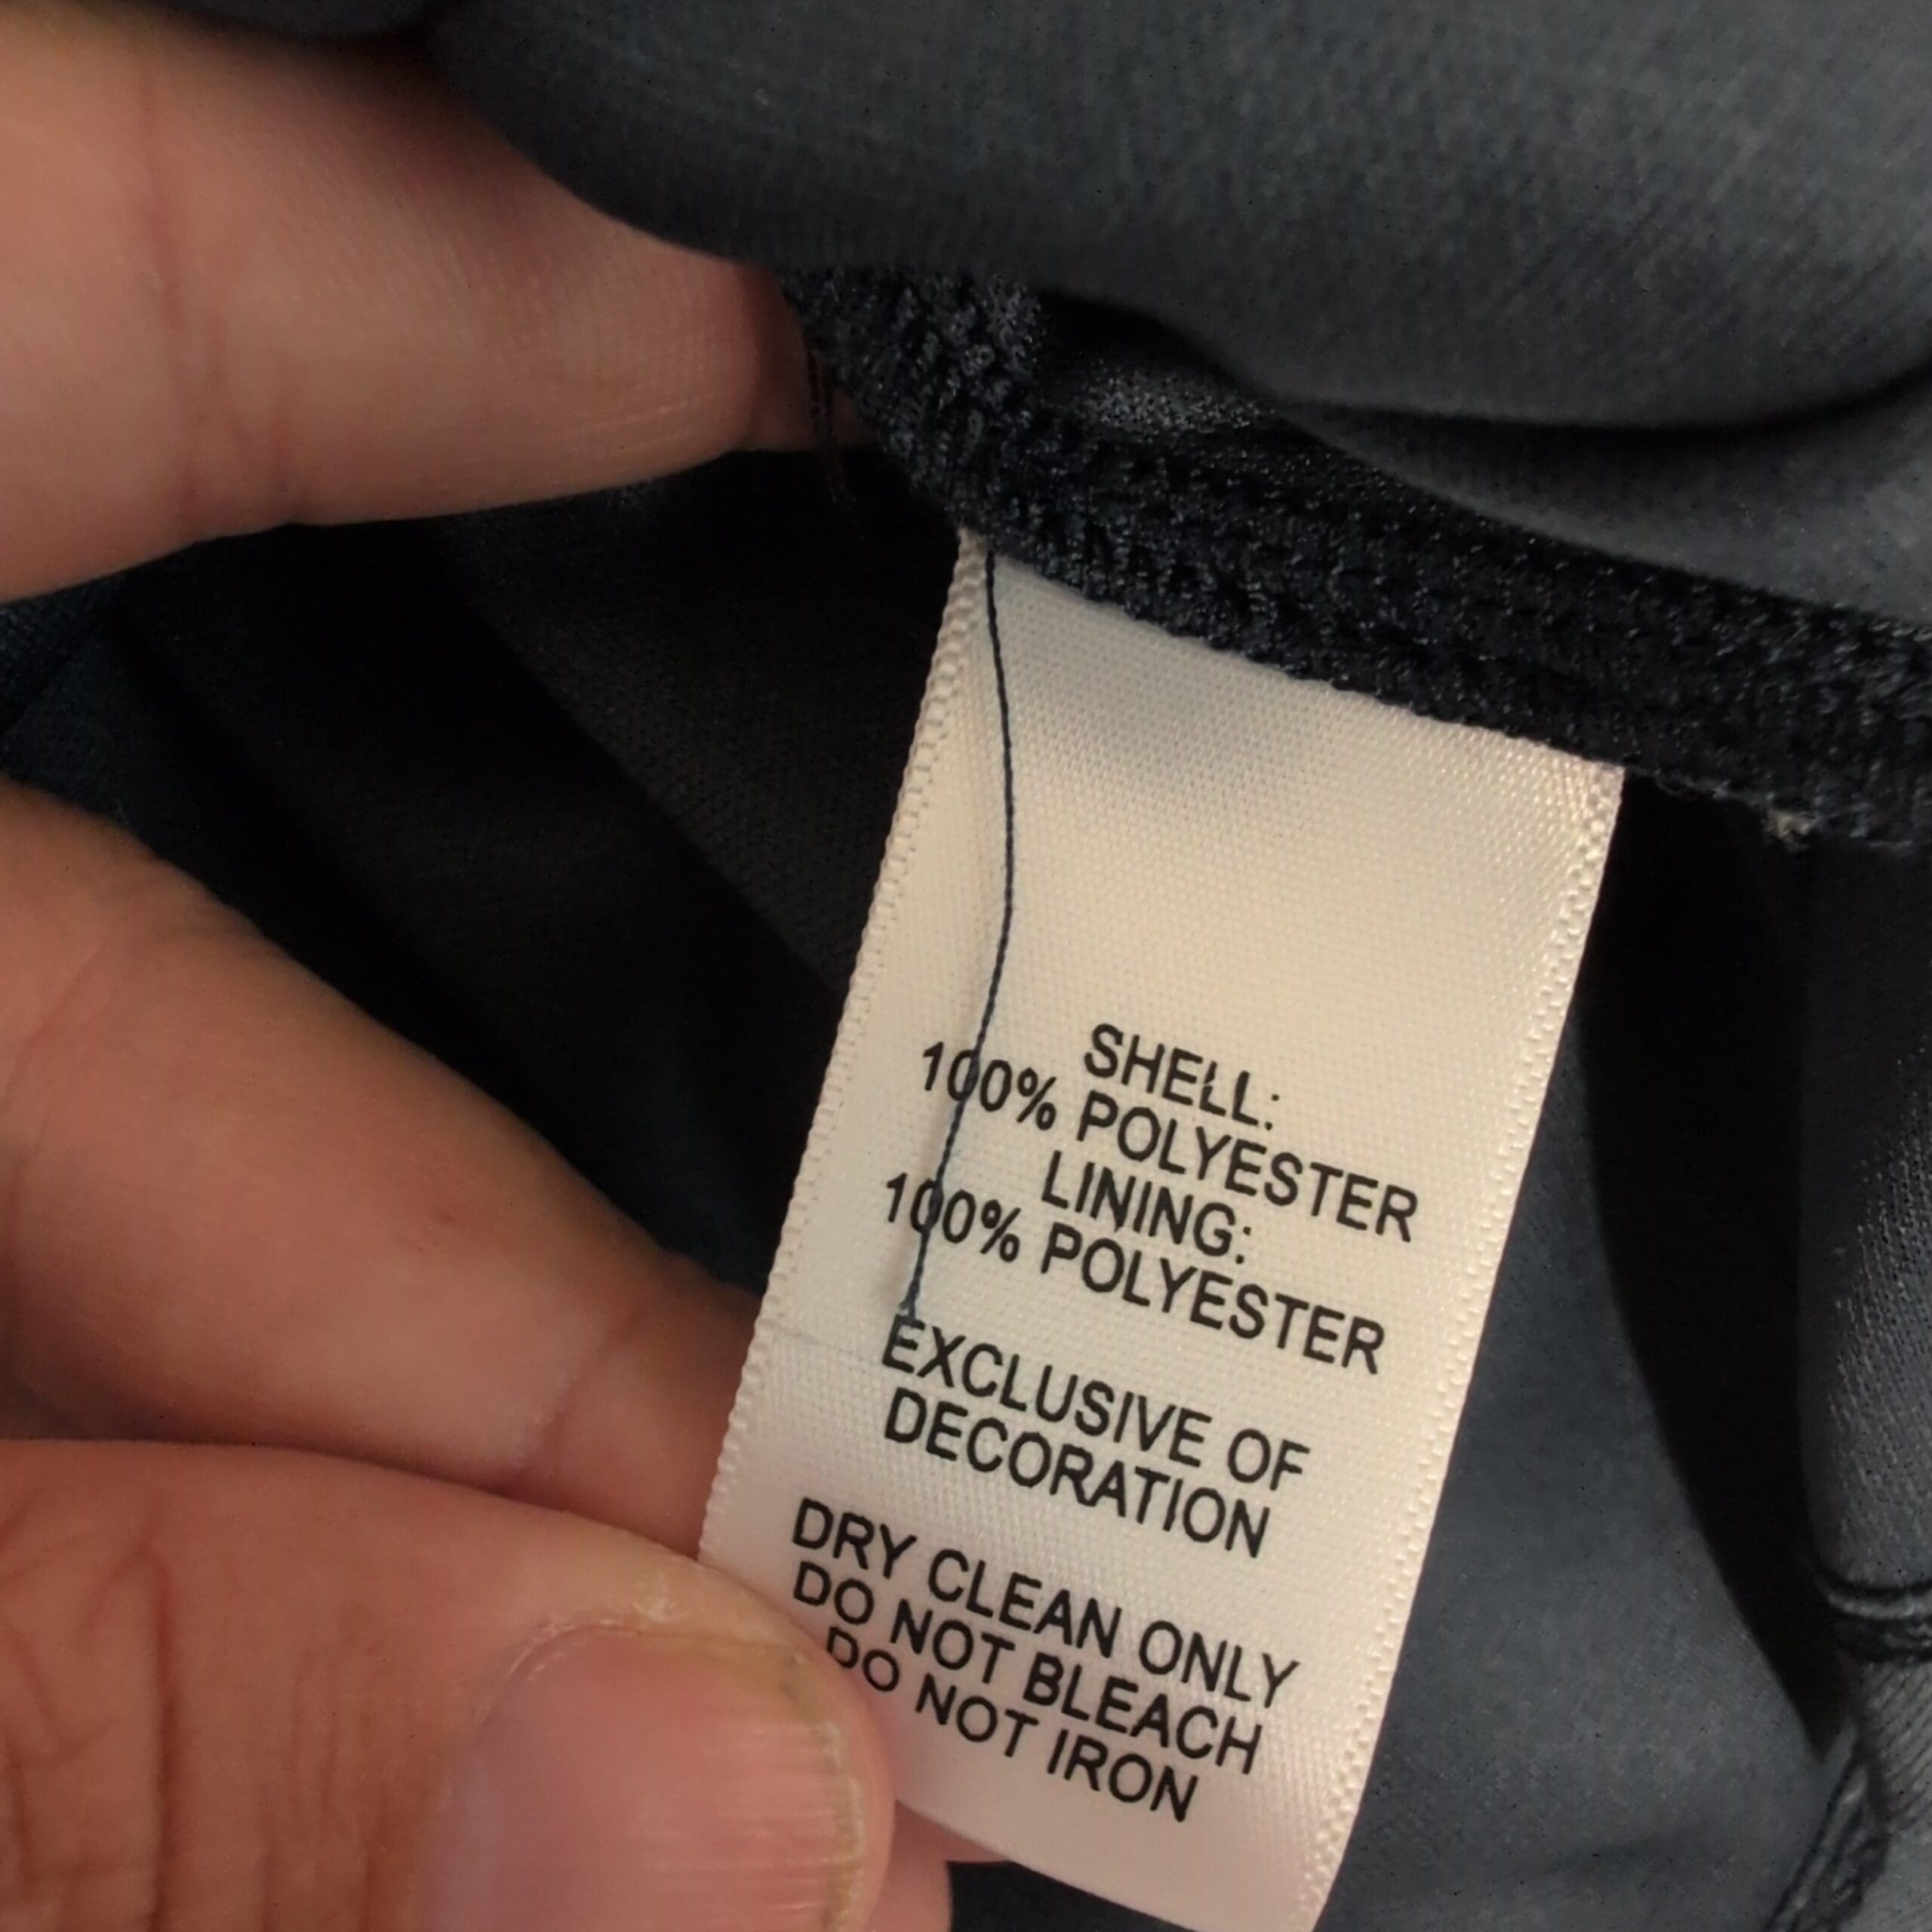 SHELL:
100% POLYESTER
LINING:
100% POLYESTER
EXCLUSIVE OF
DECORATION
DRY CLEAN ONLY
DO NOT BLEACH
DO NOT IRON